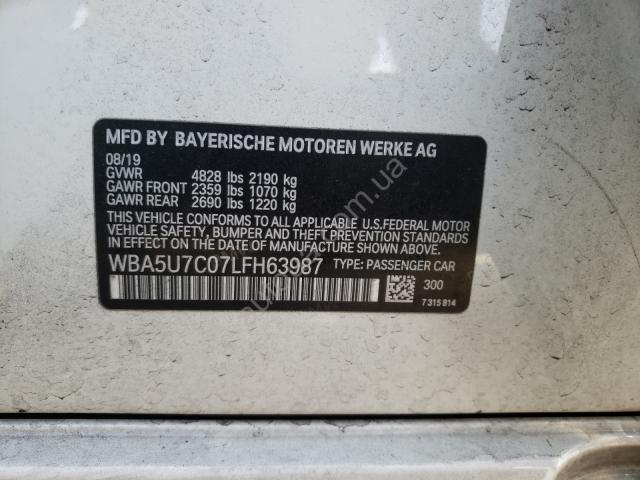 MFD BY BAYERISCHE MOTOREN WERKE AG
08/19
GVWR 4828 lbs 2190 kg
GAWR FRONT 2359 lbs 1070 kg
GAWR REAR 2690 lbs 1220 kg
THIS VEHICLE CONFORMS TO ALL APPLICABLE U.S.FEDERAL MOTOR
VEHICLE SAFETY, BUMPER AND THEFT PREVENTION STANDARDS
IN EFFECT ON THE DATE OF MANUFACTURE SHOWN ABOVE.
WBA5U7C07LFH63987 TYPE: PASSENGER CAR
300
7 315 814